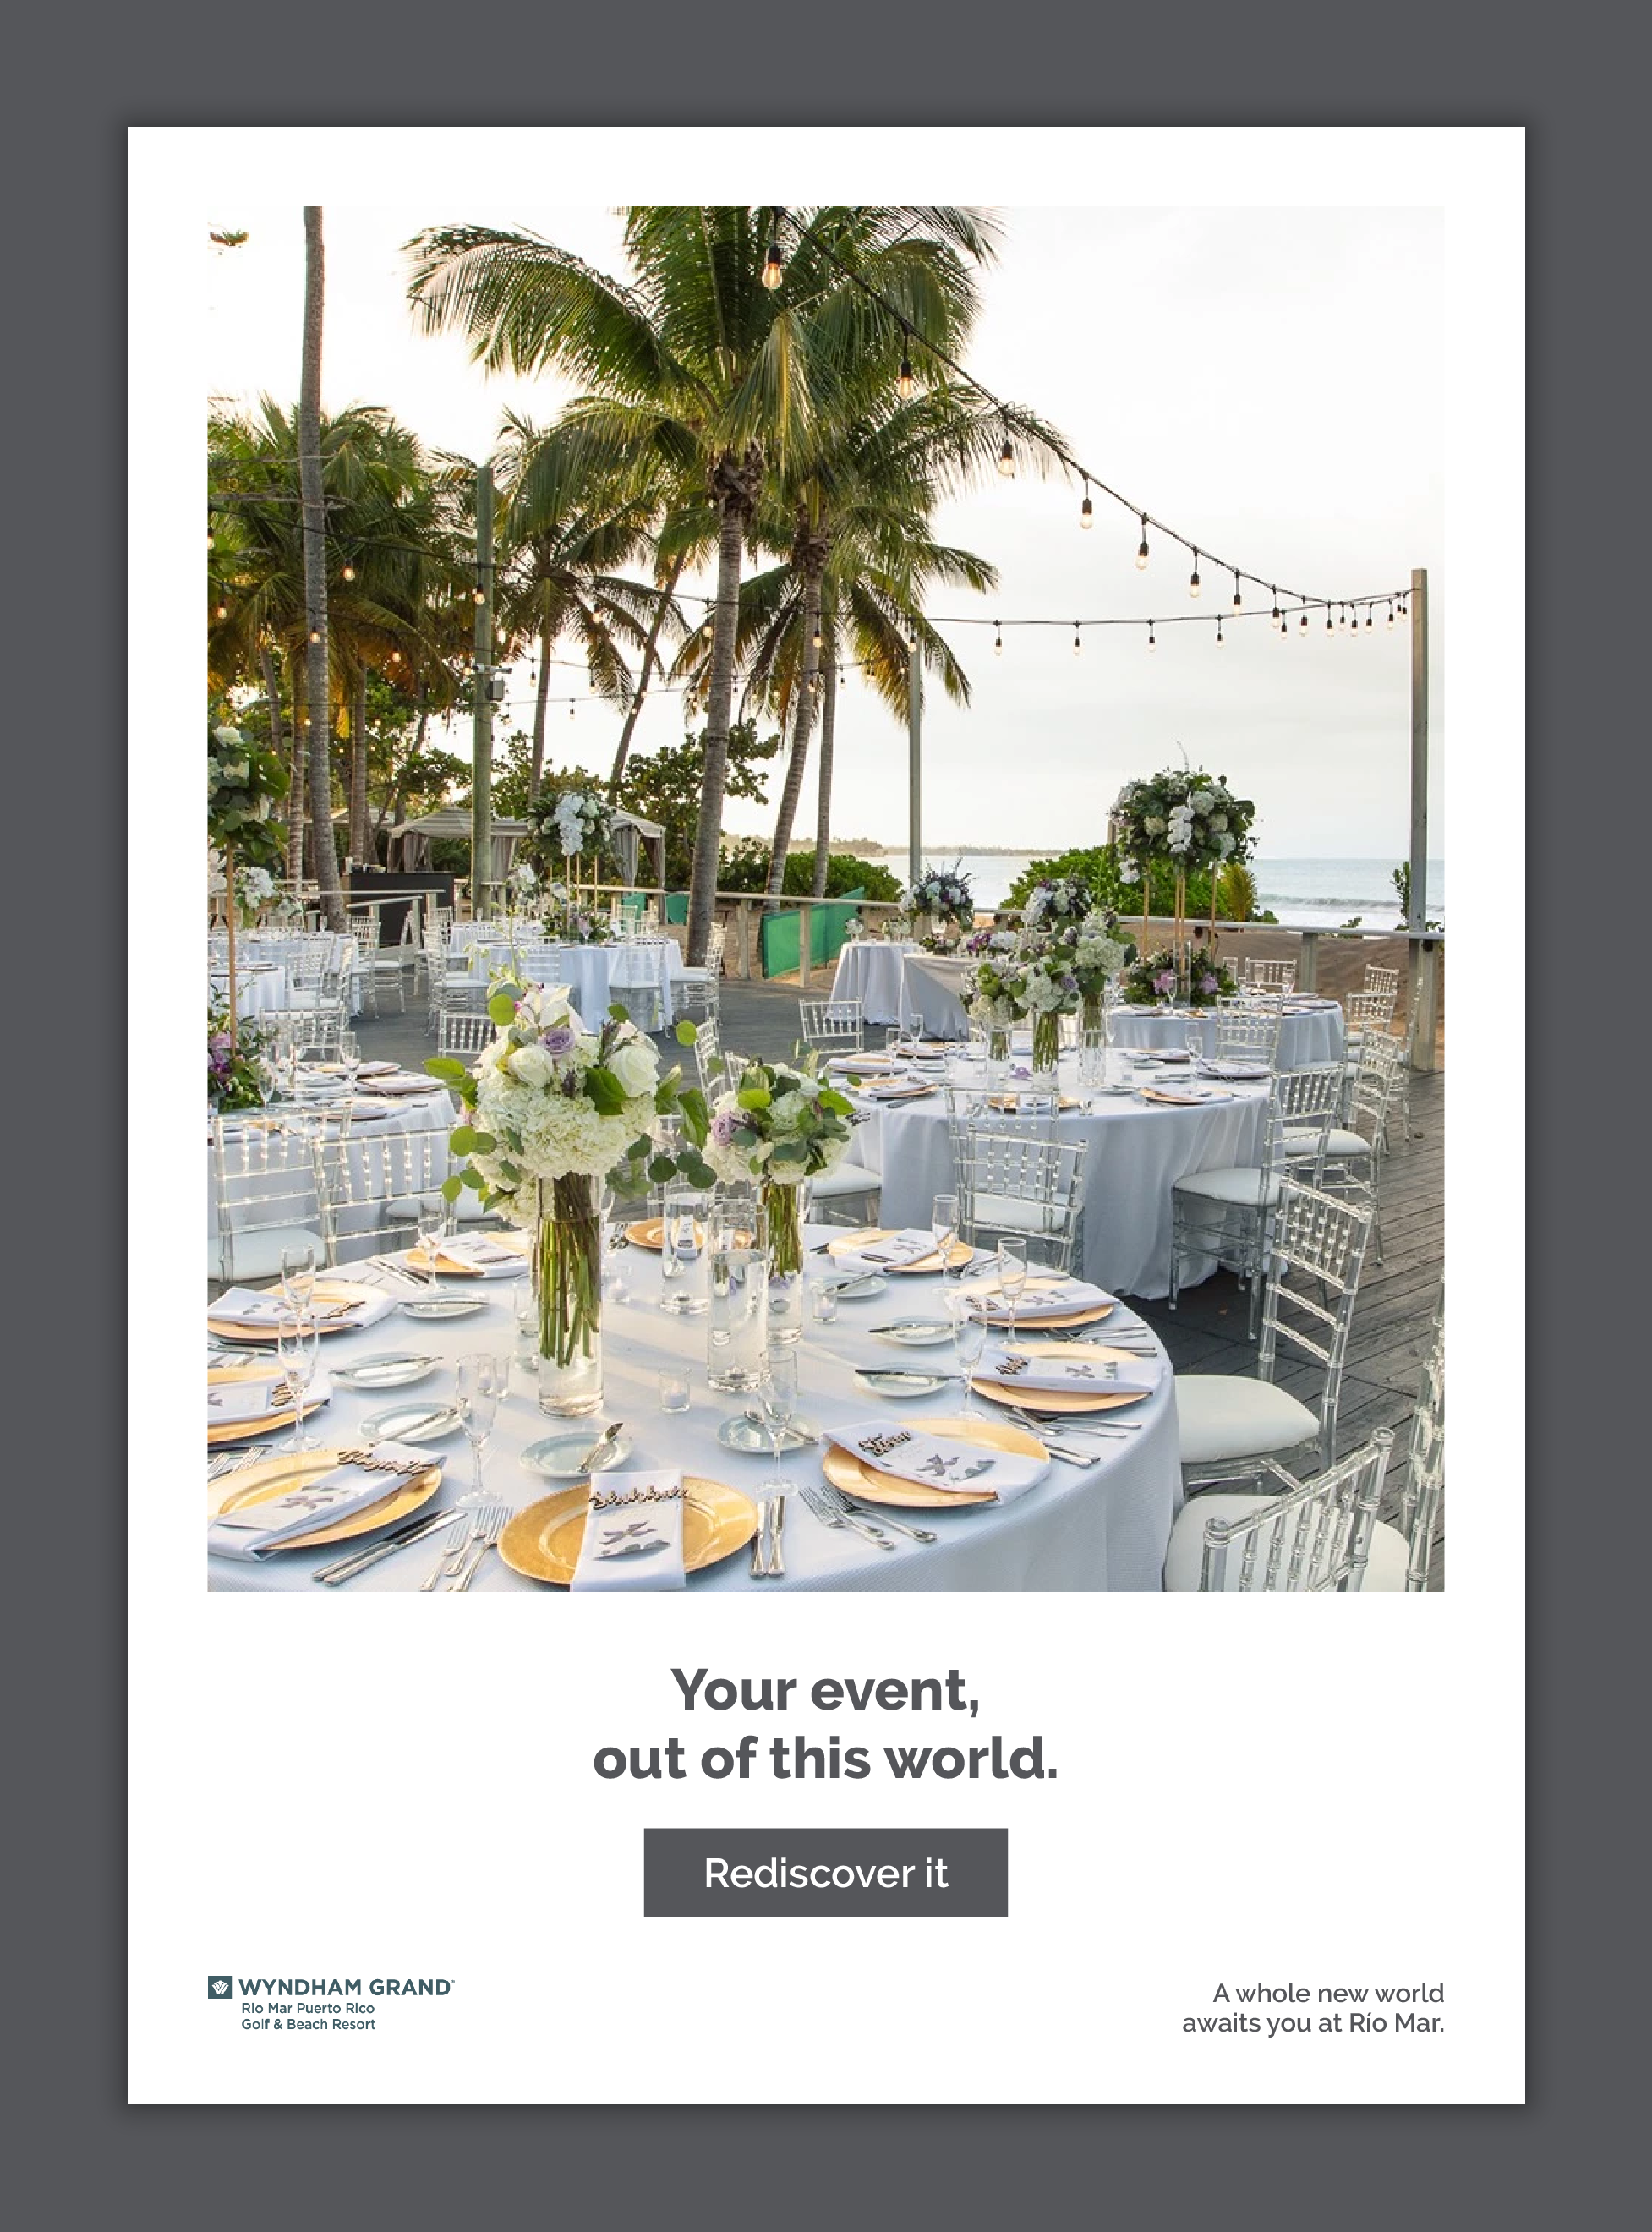 Your event,
out of this world.
Rediscover it
WYNDHAM GRAND®
Rio Mar Puerto Rico
Golf & Beach Resort
A whole new world
awaits you at Río Mar.